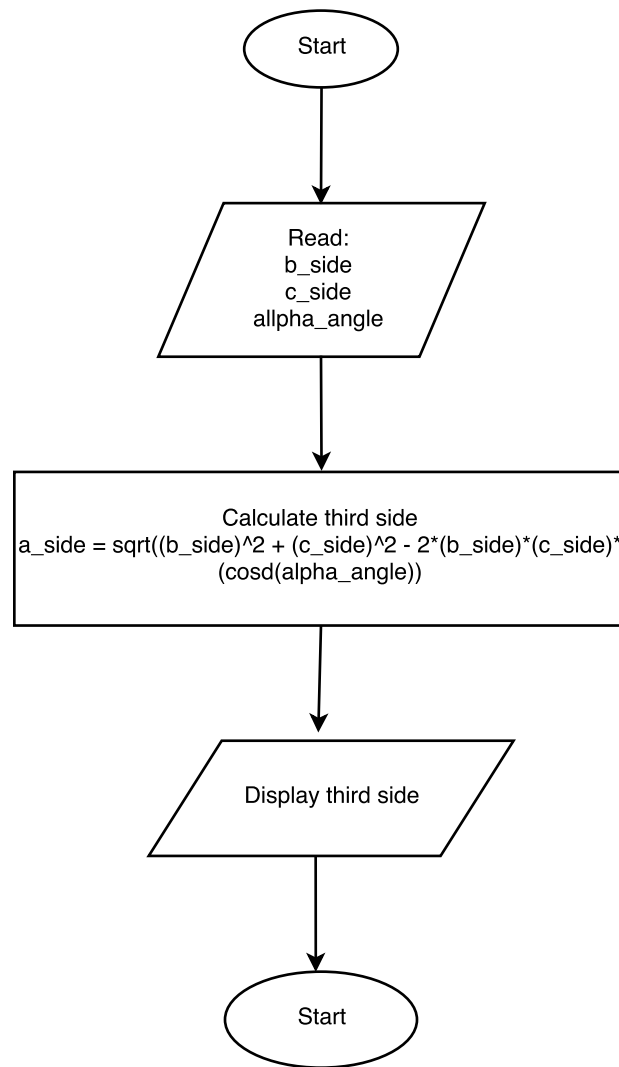 Start
Read:
b_side
c_side
allpha_angle
Calculate third side
a_side = sqrt((b_side)^2 + (c_side)^2 - 2*(b_side)*(c_side)*
(cosd(alpha_angle))
Display third side
Start